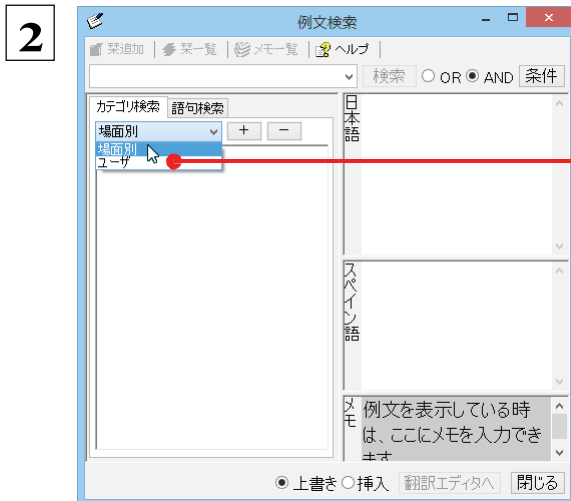 2
例文検索
栞追加 栞一覧 メモ一覧 ヘルプ
検索 OR AND 条件
カテゴリ検索 語句検索
場面別 + -
場面別
ユーザ
日本語
スペイン語
メモ
例文を表示している時
は、ここにメモを入力でき
ます
上書き 挿入 翻訳エディタへ 閉じる